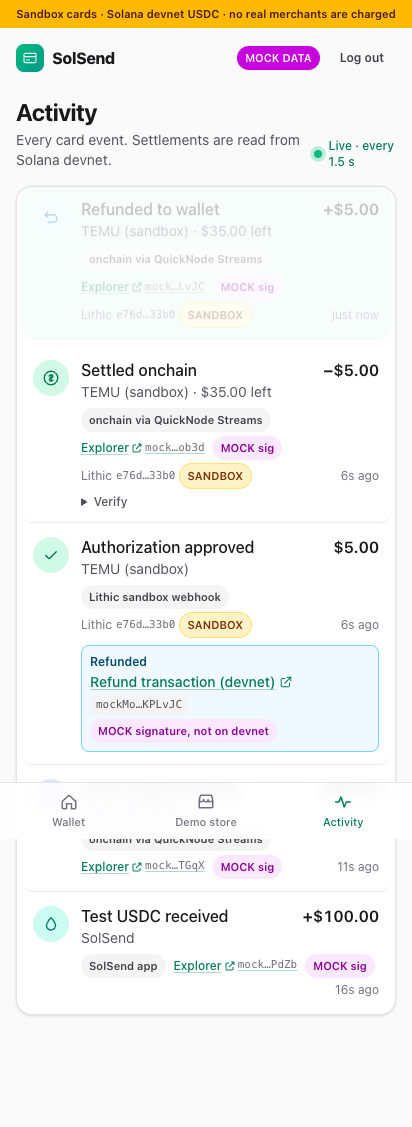 Sandbox cards · Solana devnet USDC · no real merchants are charged
SolSend
MOCK DATA
Log out
Activity
Every card event. Settlements are read from
Solana devnet.
Live · every
1.5 s
Refunded to wallet +$5.00
TEMU (sandbox) · $35.00 left
onchain via QuickNode Streams
Explorer mock…LvJC MOCK sig
Lithic e76d…33b0 SANDBOX just now
Settled onchain −$5.00
TEMU (sandbox) · $35.00 left
onchain via QuickNode Streams
Explorer mock…ob3d MOCK sig
Lithic e76d…33b0 SANDBOX 6s ago
Verify
Authorization approved $5.00
TEMU (sandbox)
Lithic sandbox webhook
Lithic e76d…33b0 SANDBOX 6s ago
Refunded
Refund transaction (devnet)
mockMo…KPLvJC
MOCK signature, not on devnet
Wallet Demo store Activity
onchain via QuickNode Streams
Explorer mock…TGqX MOCK sig 11s ago
Test USDC received +$100.00
SolSend
SolSend app Explorer mock…PdZb MOCK sig
16s ago